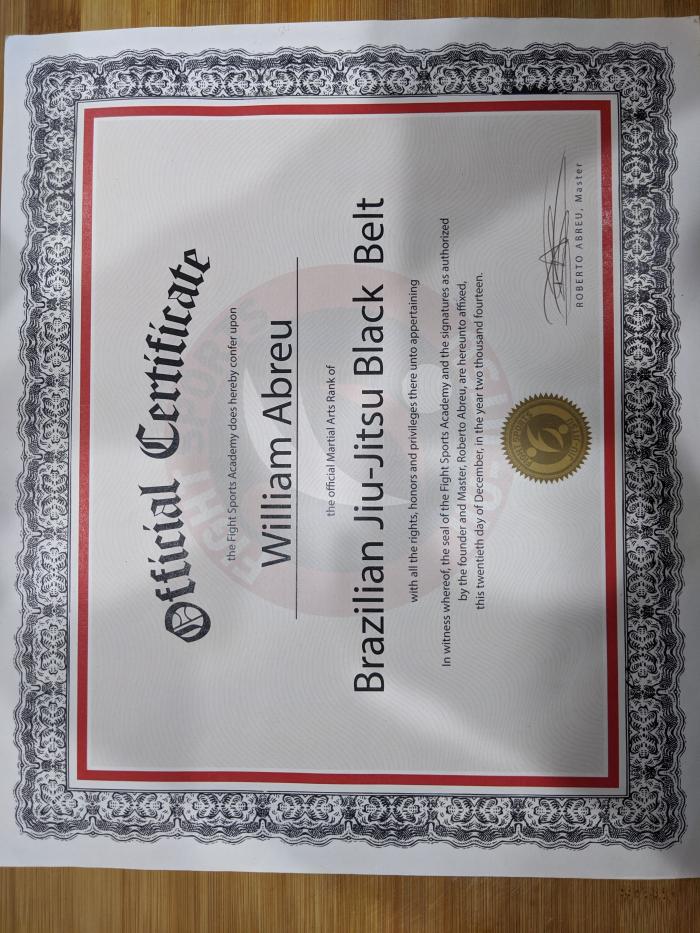 Official Certificate
the Fight Sports Academy does hereby confer upon
William Abreu
the official Martial Arts Rank of
Brazilian Jiu-Jitsu Black Belt
with all the rights, honors and privileges there unto appertaining
In witness whereof, the seal of the Fight Sports Academy and the signatures as authorized
by the founder and Master, Roberto Abreu, are hereunto affixed,
this twentieth day of December, in the year two thousand fourteen.
ROBERTO ABREU, Master
FIGHT SPORTS